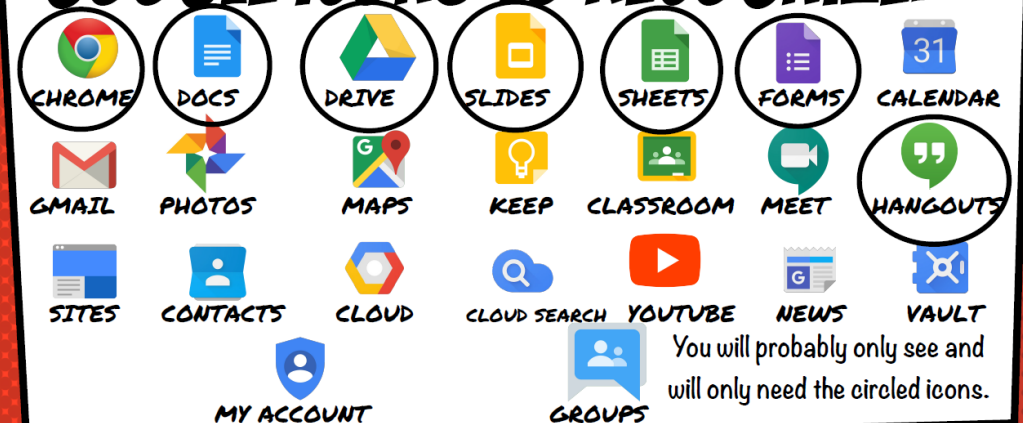 CHROME DOCS DRIVE SLIDES SHEETS FORMS
31
CALENDAR
GMAIL PHOTOS MAPS KEEP CLASSROOM MEET HANGOUTS
G
G
SITES CONTACTS CLOUD CLOUD SEARCH YOUTUBE NEWS VAULT
You will probably only see and
will only need the circled icons.
MY ACCOUNT GROUPS